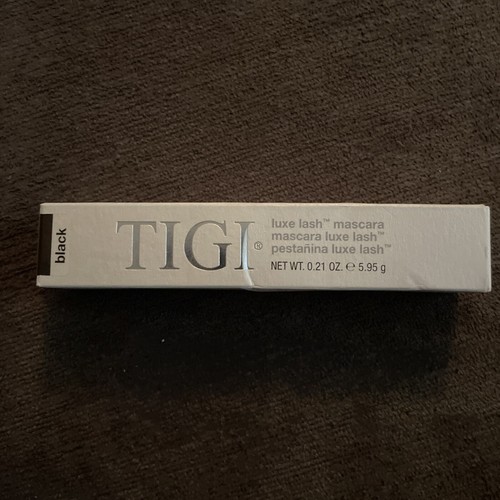 black
TIGI®
luxe lash™ mascara
mascara luxe lash™
pestañina luxe lash™
NET WT. 0.21 OZ. ℮ 5.95 g